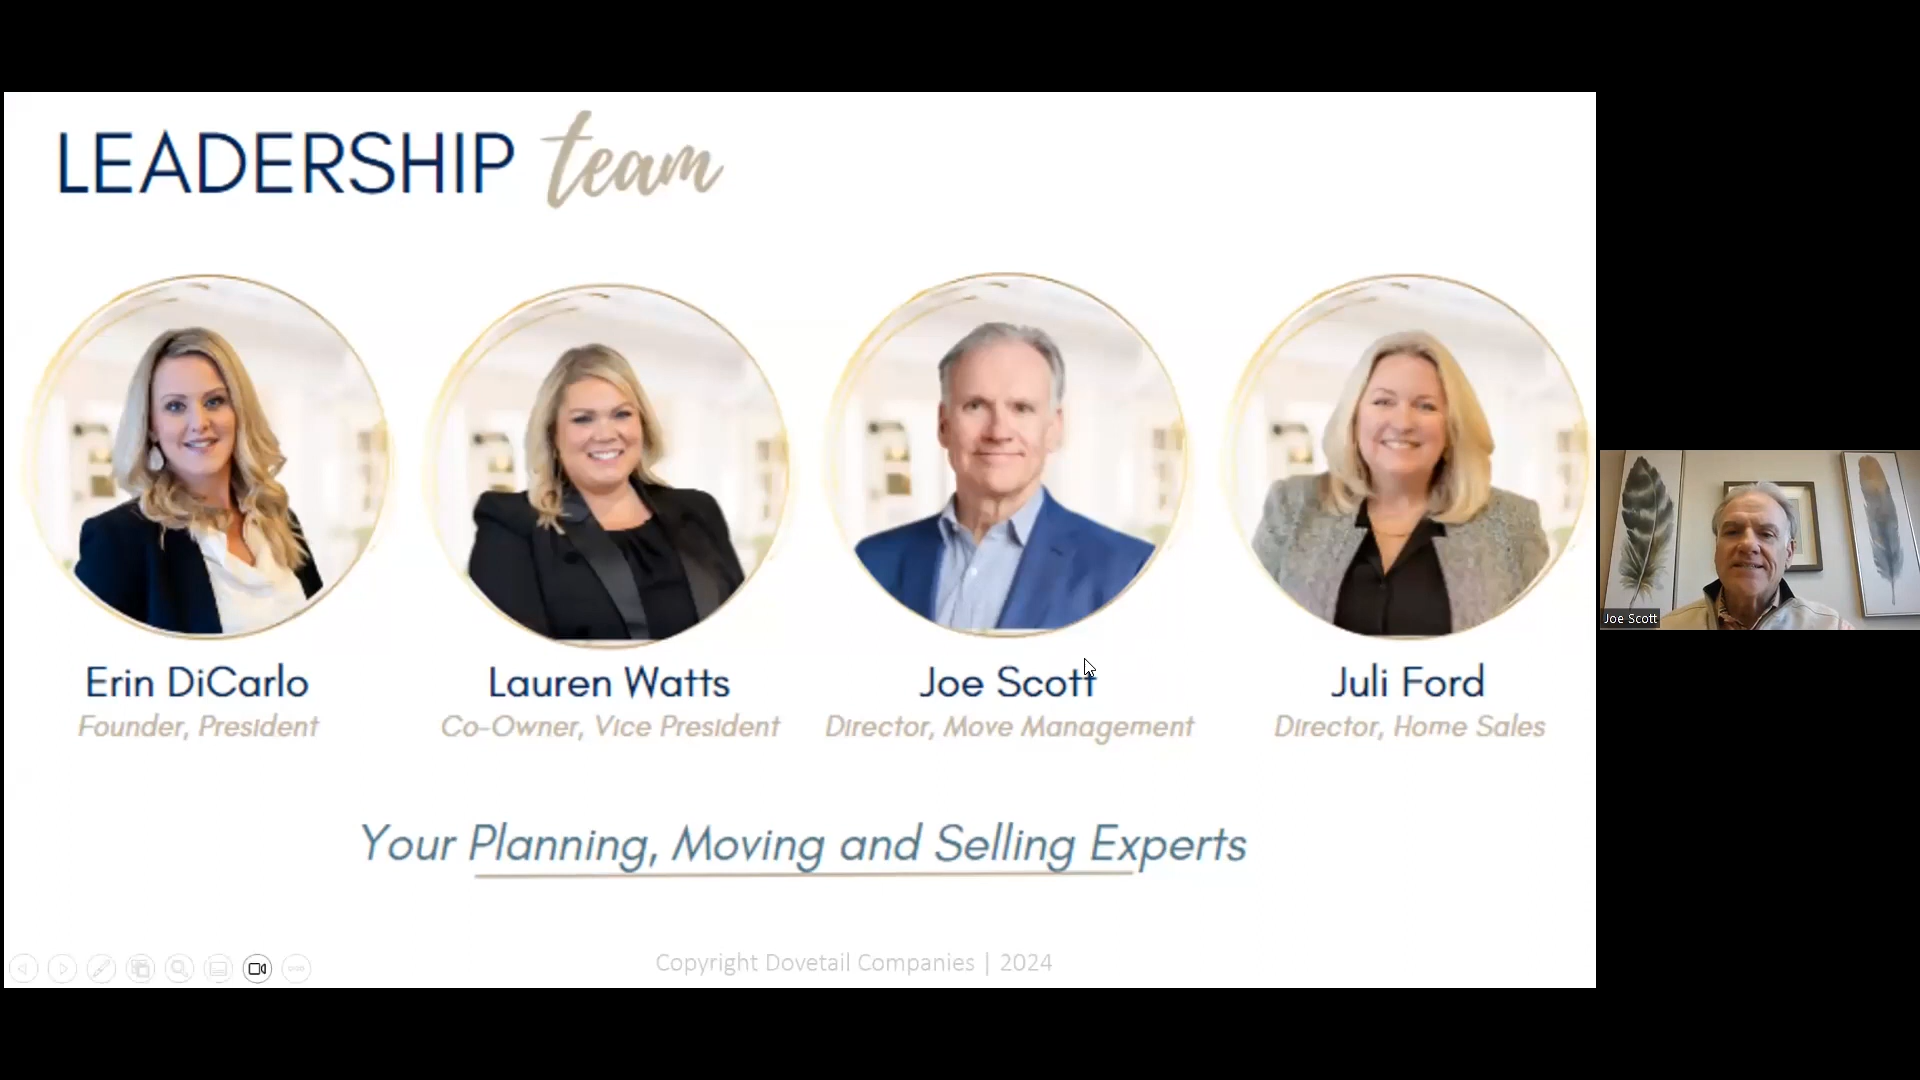 LEADERSHIP team
Erin DiCarlo
Founder, President
Lauren Watts
Co-Owner, Vice President
Joe Scott
Director, Move Management
Juli Ford
Director, Home Sales
Your Planning, Moving and Selling Experts
Copyright Dovetail Companies | 2024
Joe Scott